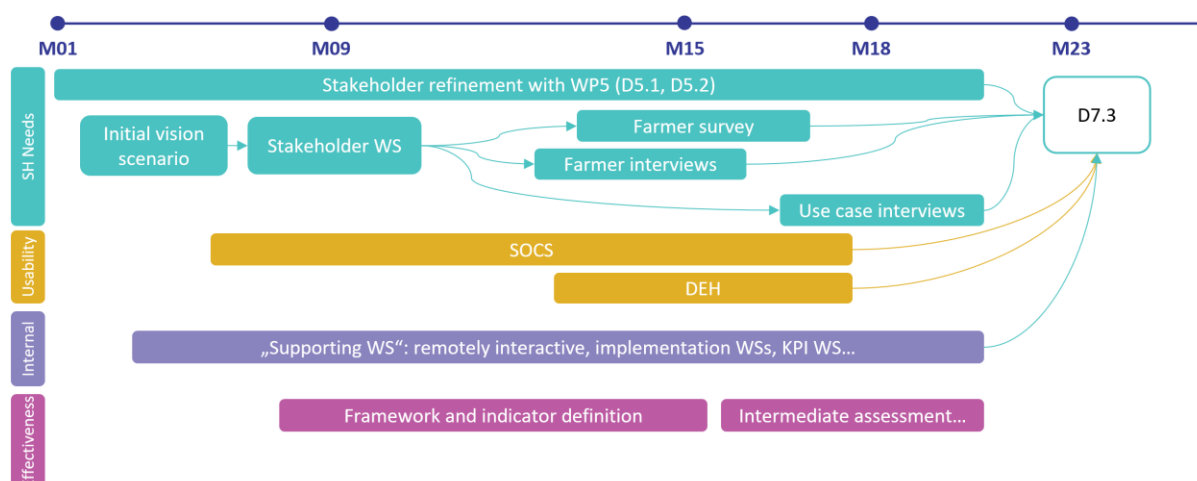 M01
M09
M15
M18
M23
SH Needs
Stakeholder refinement with WP5 (D5.1, D5.2)
Initial vision
scenario
Stakeholder WS
Farmer survey
Farmer interviews
Use case interviews
D7.3
Usability
SOCS
DEH
Internal
„Supporting WS“: remotely interactive, implementation WSs, KPI WS...
ffectiveness
Framework and indicator definition
Intermediate assessment...